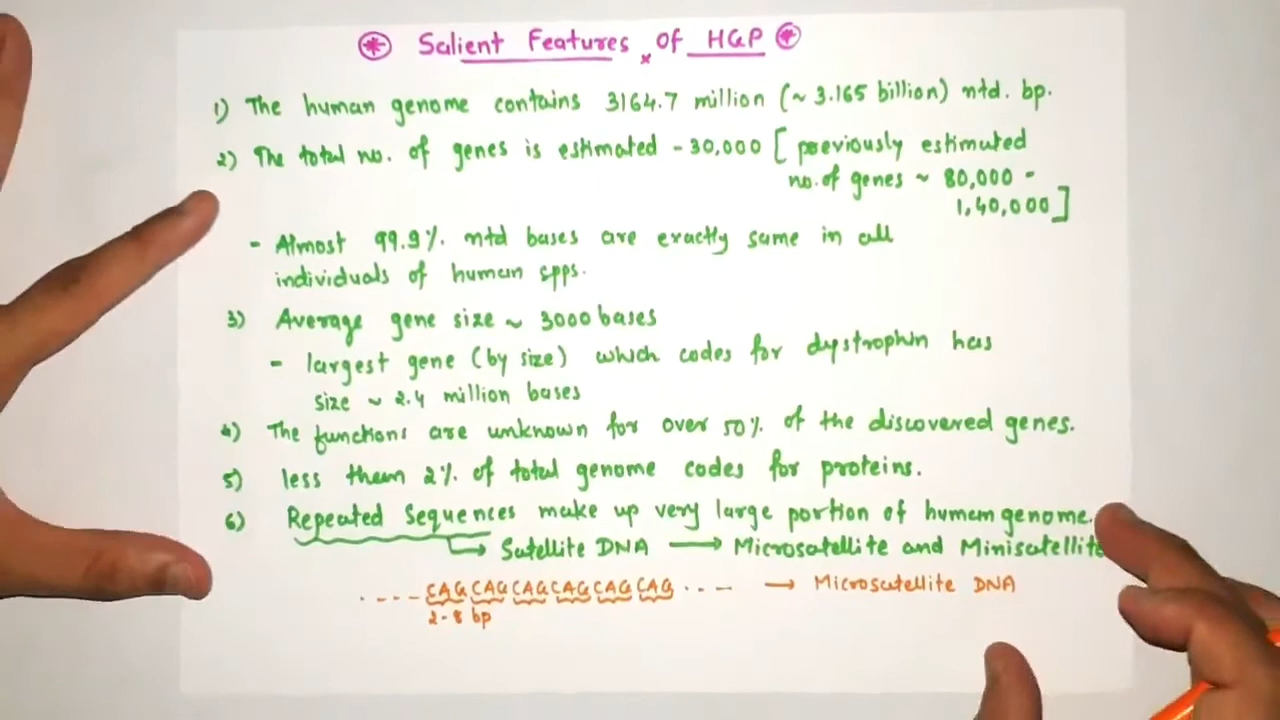 Salient Features of HGP
1) The human genome contains 3164.7 million (~ 3.165 billion) ntd. bp.
2) The total no. of genes is estimated - 30,000 [previously estimated
no. of genes ~ 80,000 -
1,40,000]
- Almost 99.9% ntd bases are exactly same in all
individuals of human spps.
3) Average gene size ~ 3000 bases
- largest gene (by size) which codes for dystrophin has
size ~ 2.4 million bases
4) The functions are unknown for over 50% of the discovered genes.
5) less them 2% of total genome codes for proteins.
6) Repeated Sequences make up very large portion of human genome.
→ Satellite DNA → Microsatellite and Minisatellite
....CAG CAG CAG CAG CAG CAG... → Microsatellite DNA
2-8 bp